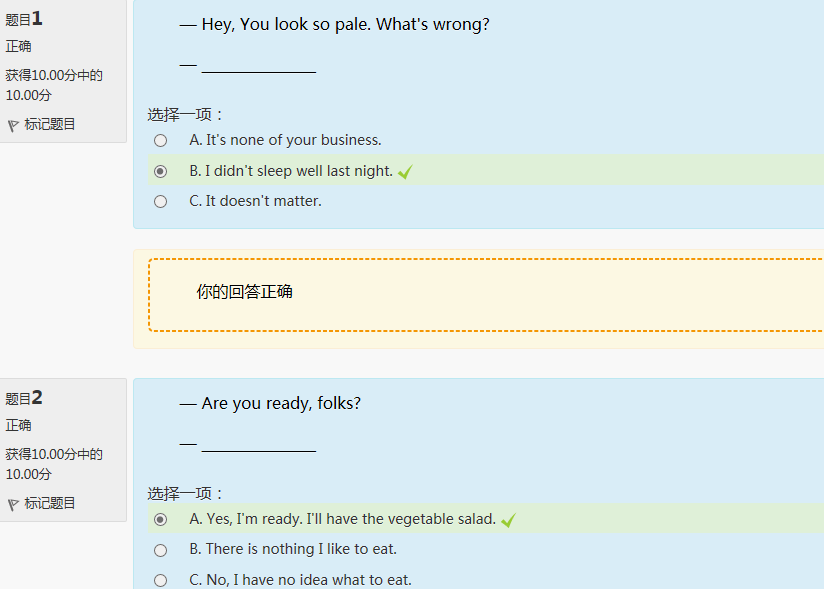 题目1
正确
获得10.00分中的
10.00分
标记题目
— Hey, You look so pale. What's wrong?
— _______________
选择一项：
A. It's none of your business.
B. I didn't sleep well last night.
C. It doesn't matter.
你的回答正确
题目2
正确
获得10.00分中的
10.00分
标记题目
— Are you ready, folks?
— _______________
选择一项：
A. Yes, I'm ready. I'll have the vegetable salad.
B. There is nothing I like to eat.
C. No, I have no idea what to eat.